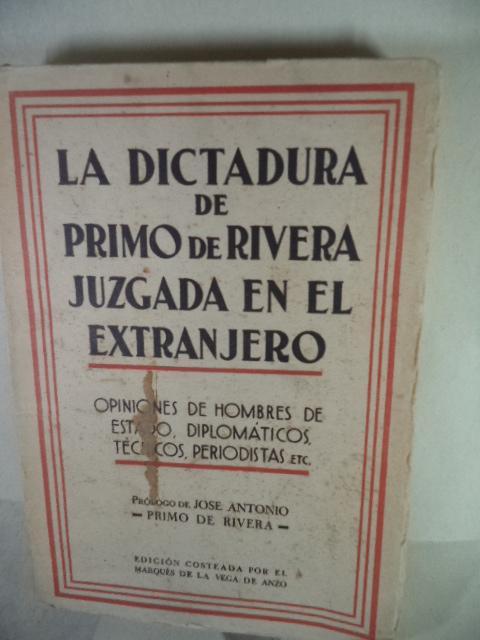 LA DICTADURA
DE
PRIMO DE RIVERA
JUZGADA EN EL
EXTRANJERO
OPINIONES DE HOMBRES DE
ESTADO, DIPLOMÁTICOS,
TÉCNICOS, PERIODISTAS ETC.
PRÓLOGO DE JOSE ANTONIO
– PRIMO DE RIVERA –
EDICIÓN COSTEADA POR EL
MARQUÉS DE LA VEGA DE ANZO